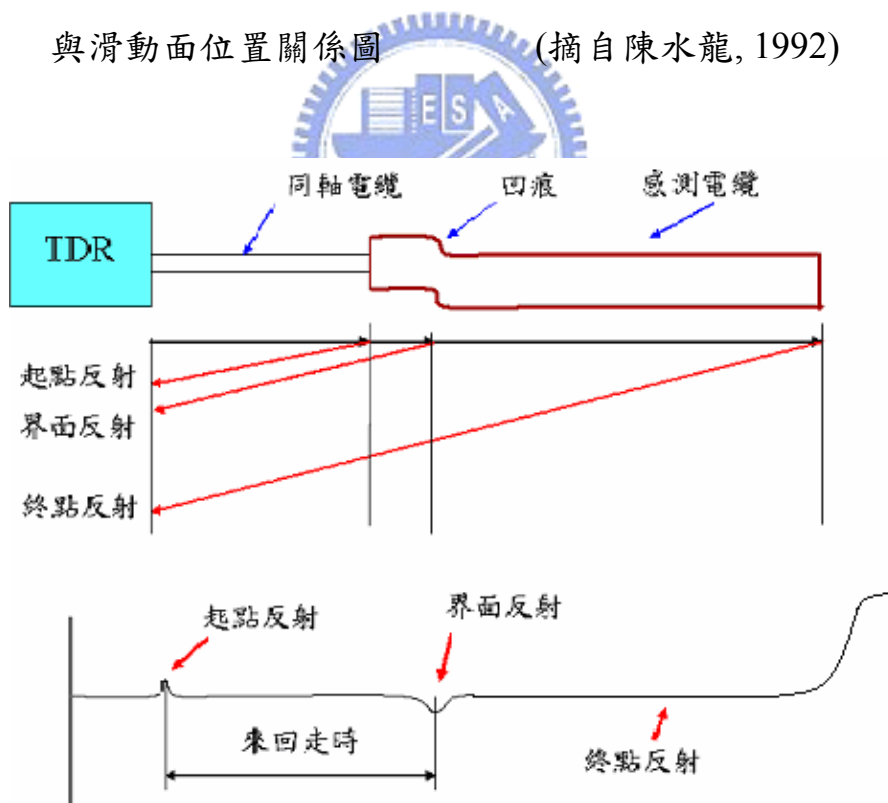 與滑動面位置關係圖 (摘自陳水龍, 1992)
ESA
同軸電纜 凹痕 感測電纜
TDR
起點反射
界面反射
終點反射
起點反射 界面反射
來回走時
終點反射